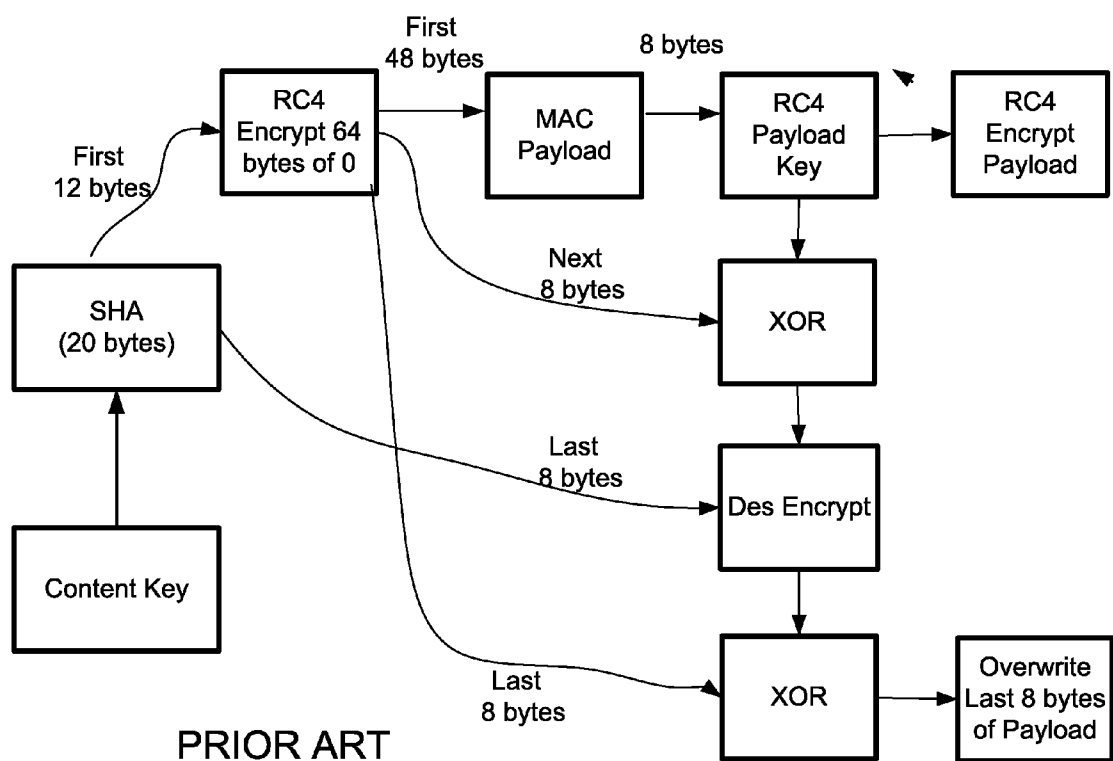 First
48 bytes
8 bytes
RC4
Encrypt 64
bytes of 0
MAC
Payload
RC4
Payload
Key
RC4
Encrypt
Payload
First
12 bytes
SHA
(20 bytes)
Next
8 bytes
XOR
Last
8 bytes
Des Encrypt
Content Key
Last
8 bytes
XOR
Overwrite
Last 8 bytes
of Payload
PRIOR ART